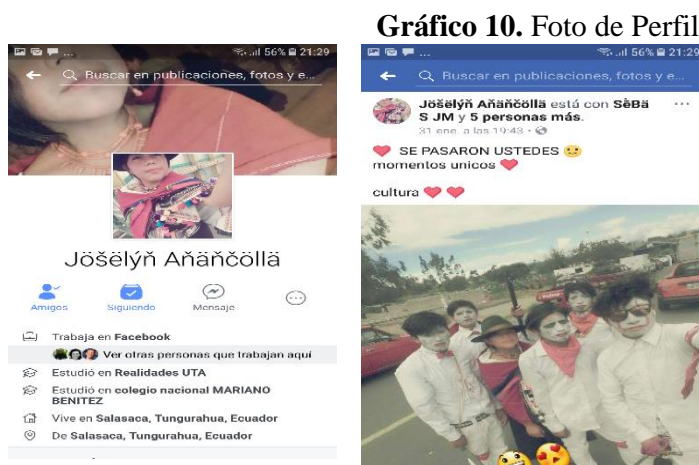 Gráfico 10. Foto de Perfil
... 56% 21:29
Buscar en publicaciones, fotos y e...
Jöšëlýň Aňäňčöllä
Amigos Siguiendo Mensaje
Trabaja en Facebook
Ver otras personas que trabajan aquí
Estudió en Realidades UTA
Estudió en colegio nacional MARIANO
BENITEZ
Vive en Salasaca, Tungurahua, Ecuador
De Salasaca, Tungurahua, Ecuador
... 56% 21:29
Buscar en publicaciones, fotos y e...
Jöšëlýň Aňäňčöllä está con SèBä
S JM y 5 personas más.
31 ene. a las 19:43 ·
❤ SE PASARON USTEDES 🙂
momentos unicos ❤
cultura ❤ ❤